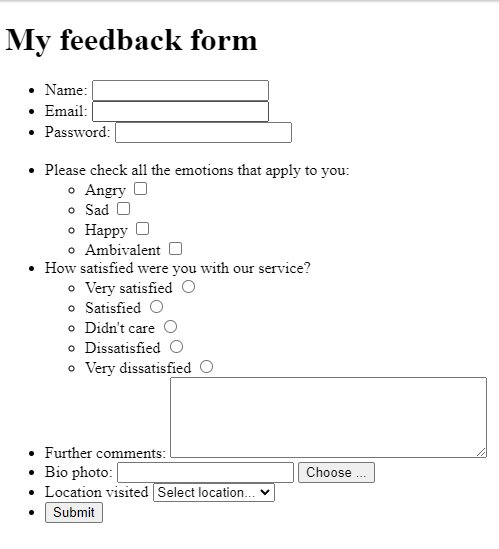 My feedback form
Name:
Email:
Password:
Please check all the emotions that apply to you:
Angry
Sad
Happy
Ambivalent
How satisfied were you with our service?
Very satisfied
Satisfied
Didn't care
Dissatisfied
Very dissatisfied
Further comments:
Bio photo: Choose ...
Location visited Select location...
Submit